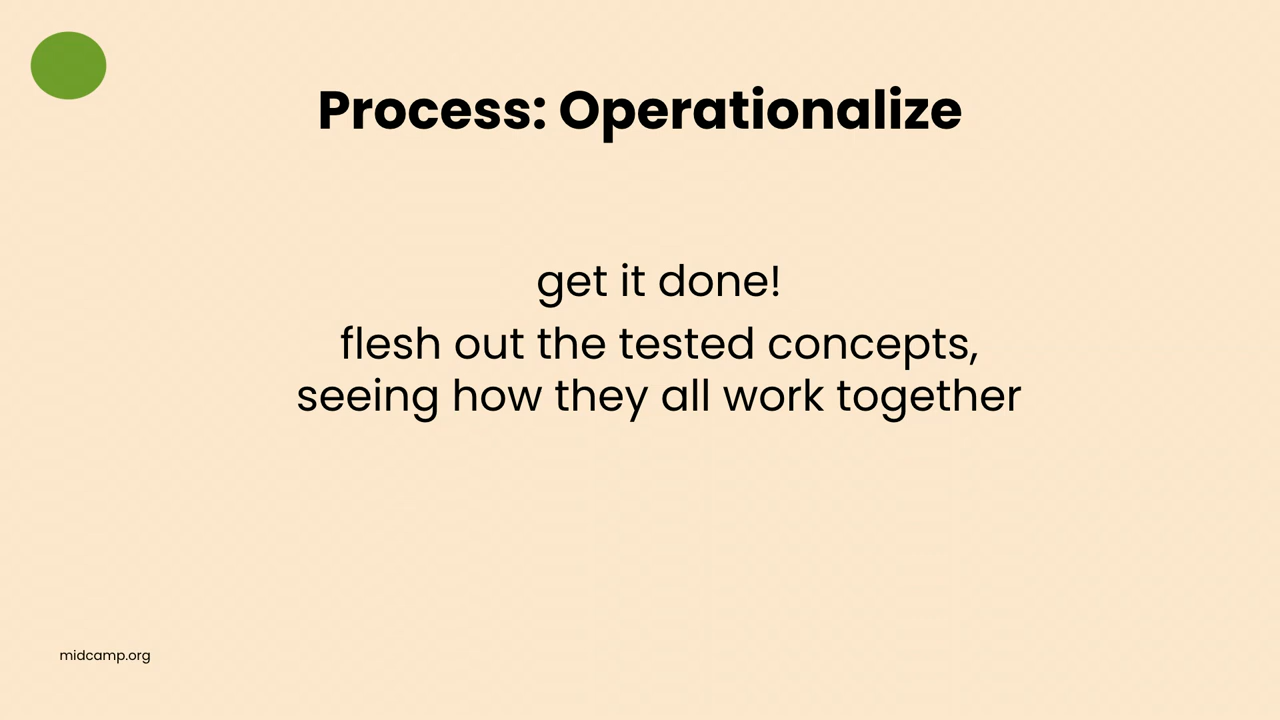 Process: Operationalize
get it done!
flesh out the tested concepts,
seeing how they all work together
midcamp.org